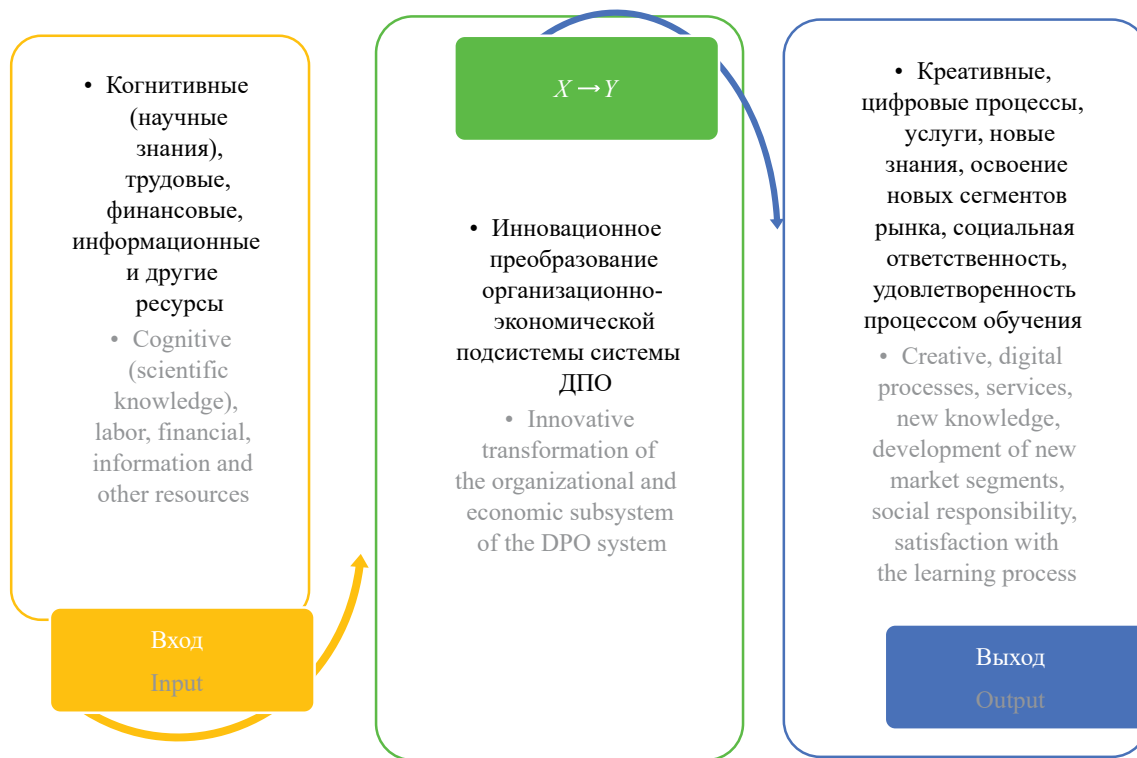 • Когнитивные
(научные
знания),
трудовые,
финансовые,
информационные
и другие
ресурсы
• Cognitive
(scientific
knowledge),
labor, financial,
information and
other resources
Вход
Input
X → Y
• Инновационное
преобразование
организационно-
экономической
подсистемы системы
ДПО
• Innovative
transformation of
the organizational and
economic subsystem
of the DPO system
• Креативные,
цифровые процессы,
услуги, новые
знания, освоение
новых сегментов
рынка, социальная
ответственность,
удовлетворенность
процессом обучения
• Creative, digital
processes, services,
new knowledge,
development of new
market segments,
social responsibility,
satisfaction with
the learning process
Выход
Output